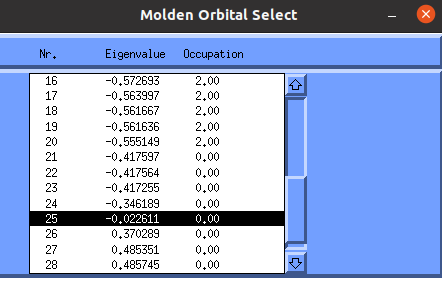 Molden Orbital Select
Nr. Eigenvalue Occupation
16 -0.572693 2.00
17 -0.563997 2.00
18 -0.561667 2.00
19 -0.561636 2.00
20 -0.555149 2.00
21 -0.417597 0.00
22 -0.417564 0.00
23 -0.417255 0.00
24 -0.346189 0.00
25 -0.022611 0.00
26 0.370289 0.00
27 0.485351 0.00
28 0.485745 0.00